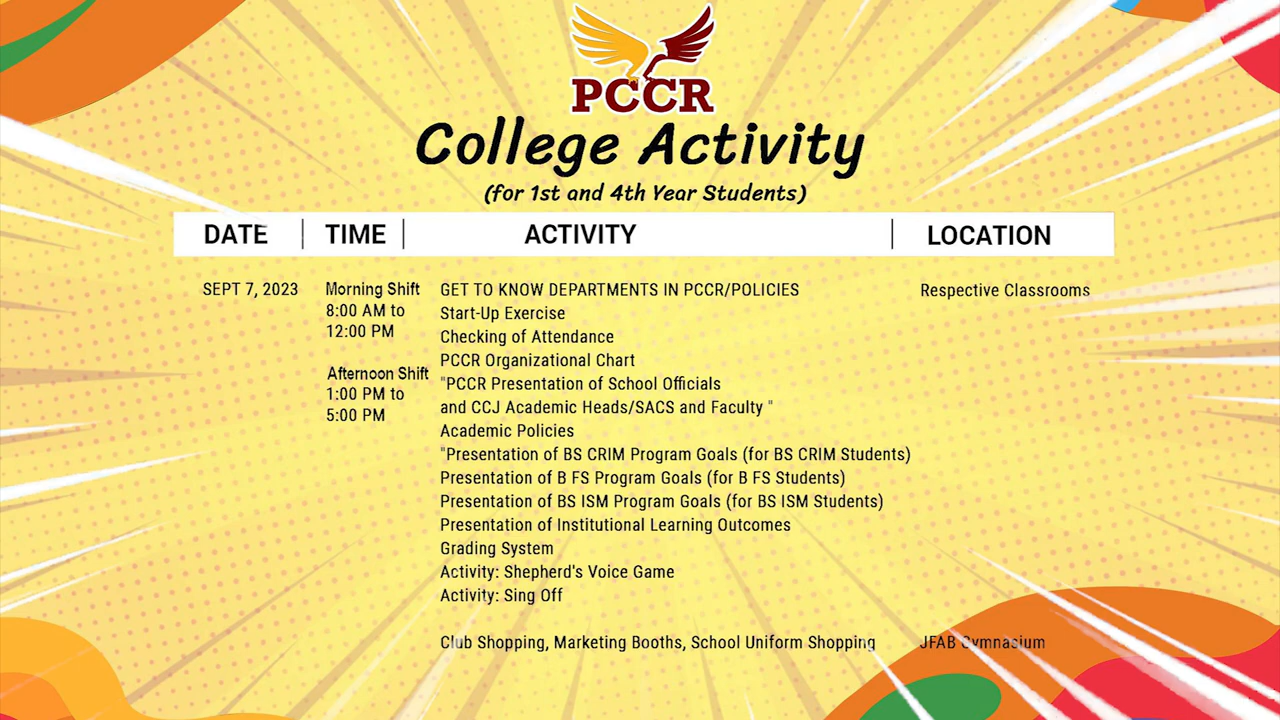 PCCR
College Activity
(for 1st and 4th Year Students)
DATE | TIME | ACTIVITY | LOCATION
SEPT 7, 2023
Morning Shift
8:00 AM to
12:00 PM
Afternoon Shift
1:00 PM to
5:00 PM
GET TO KNOW DEPARTMENTS IN PCCR/POLICIES
Start-Up Exercise
Checking of Attendance
PCCR Organizational Chart
"PCCR Presentation of School Officials
and CCJ Academic Heads/SACS and Faculty "
Academic Policies
"Presentation of BS CRIM Program Goals (for BS CRIM Students)
Presentation of B FS Program Goals (for B FS Students)
Presentation of BS ISM Program Goals (for BS ISM Students)
Presentation of Institutional Learning Outcomes
Grading System
Activity: Shepherd's Voice Game
Activity: Sing Off
Respective Classrooms
Club Shopping, Marketing Booths, School Uniform Shopping
JFAB Gymnasium